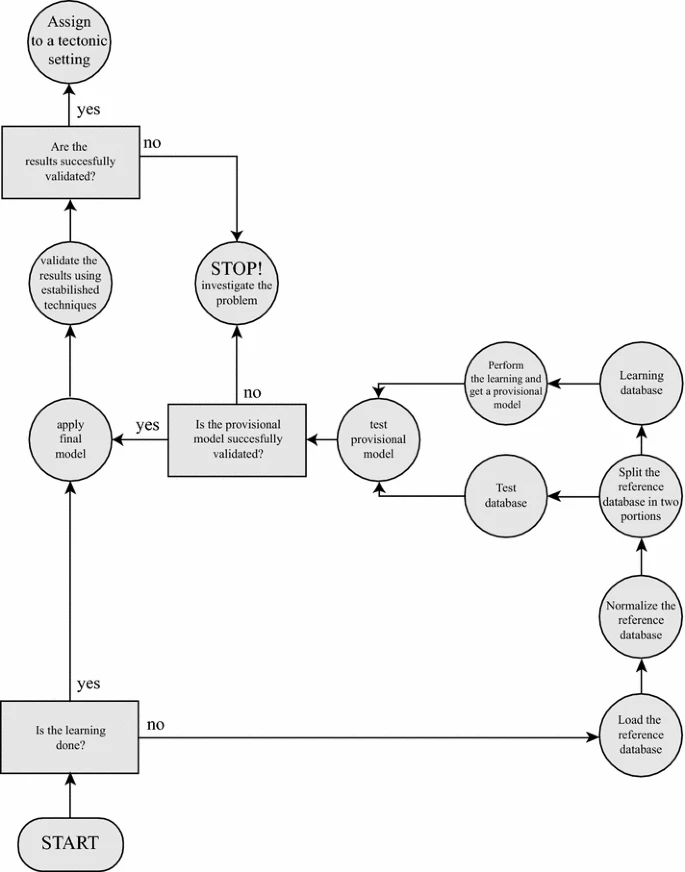 Assign
to a tectonic
setting
yes
Are the
results succesfully
validated?
no
validate the
results using
estabilished
techniques
STOP!
investigate the
problem
no
apply
final
model
yes
Is the provisional
model succesfully
validated?
test
provisional
model
Perform
the learning and
get a provisional
model
Learning
database
Test
database
Split the
reference
database in two
portions
Normalize the
reference
database
yes
Is the learning
done?
no
Load the
reference
database
START